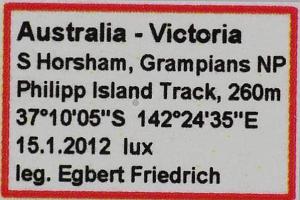 Australia - Victoria
S Horsham, Grampians NP
Philipp Island Track, 260m
37°10'05"S 142°24'35"E
15.1.2012 lux
leg. Egbert Friedrich